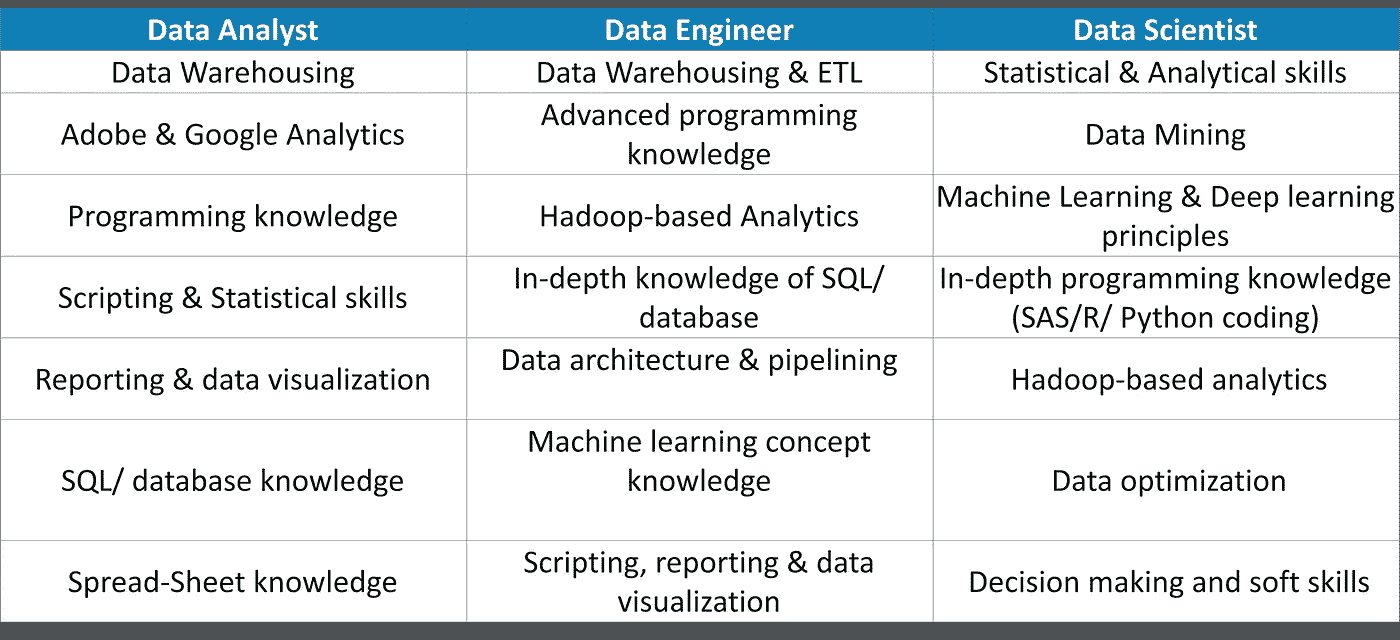 Data Analyst Data Engineer Data Scientist
Data Warehousing Data Warehousing & ETL Statistical & Analytical skills
Adobe & Google Analytics Advanced programming knowledge Data Mining
Programming knowledge Hadoop-based Analytics Machine Learning & Deep learning principles
Scripting & Statistical skills In-depth knowledge of SQL/ database In-depth programming knowledge (SAS/R/ Python coding)
Reporting & data visualization Data architecture & pipelining Hadoop-based analytics
SQL/ database knowledge Machine learning concept knowledge Data optimization
Spread-Sheet knowledge Scripting, reporting & data visualization Decision making and soft skills